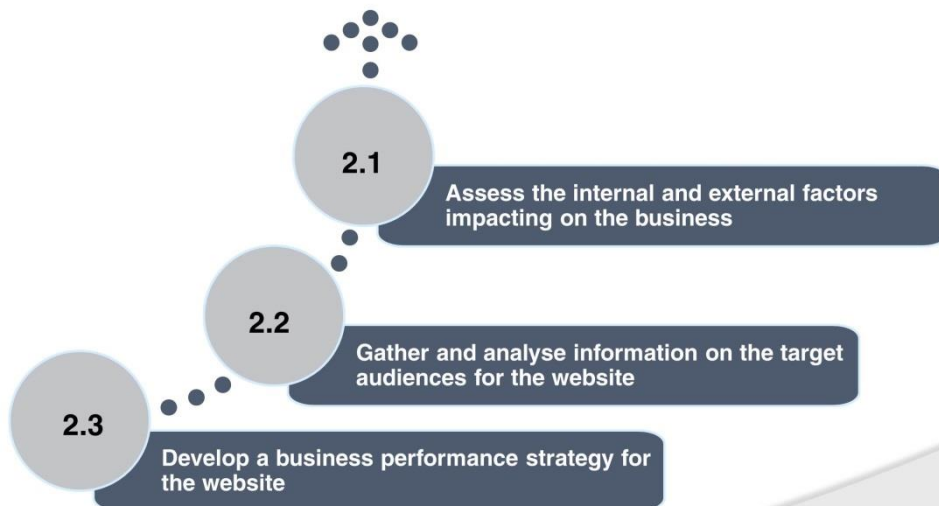 2.1
Assess the internal and external factors
impacting on the business
2.2
Gather and analyse information on the target
audiences for the website
2.3
Develop a business performance strategy for
the website